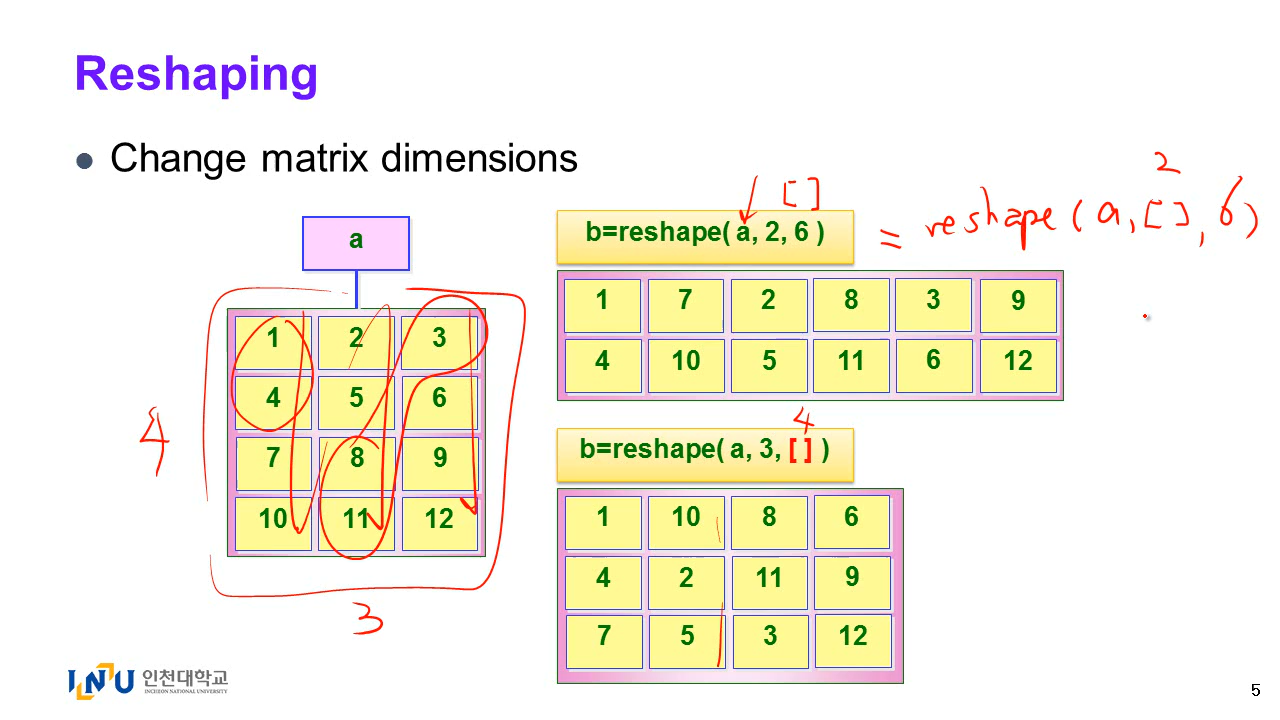 Reshaping
● Change matrix dimensions
a
1 2 3
4 5 6
7 8 9
10 11 12
4
3
[ ]
b=reshape( a, 2, 6 )
2
= reshape(a,[],6)
1 7 2 8 3 9
4 10 5 11 6 12
4
b=reshape( a, 3, [ ] )
1 10 8 6
4 2 11 9
7 5 3 12
INU 인천대학교
INCHEON NATIONAL UNIVERSITY
5